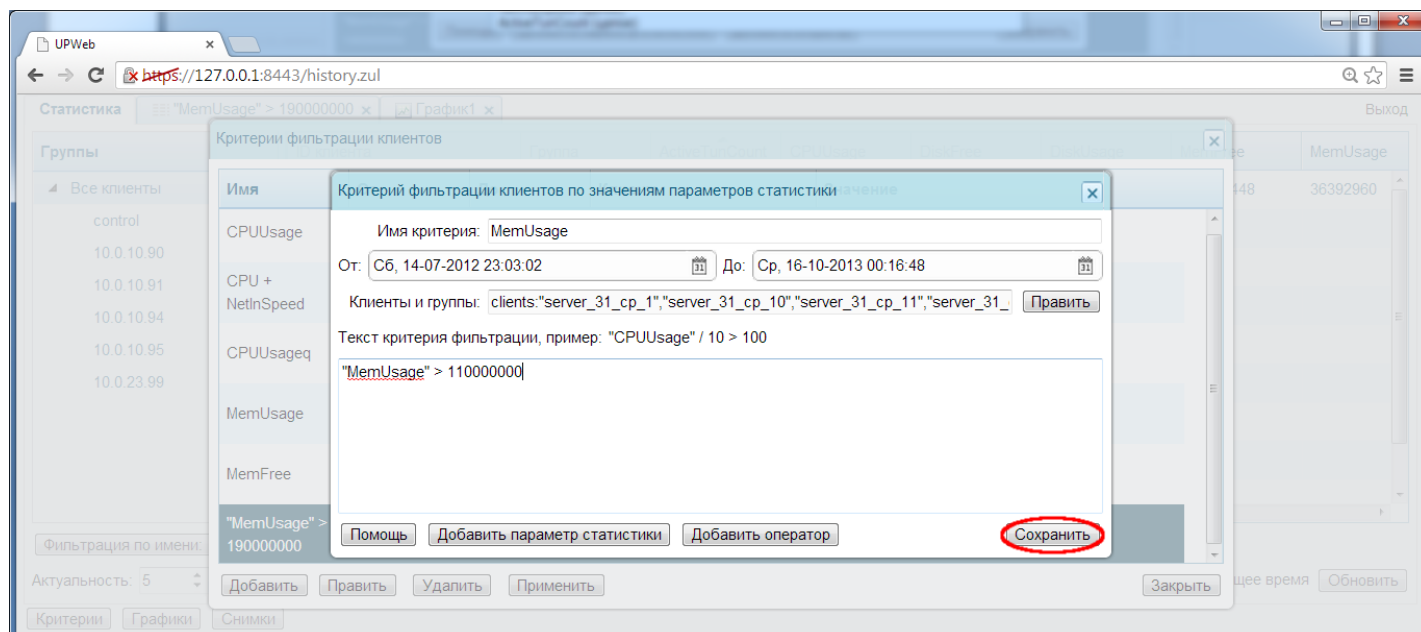 UPWeb
https://127.0.0.1:8443/history.zul
Статистика "MemUsage" > 190000000 График1 Выход
Критерии фильтрации клиентов
Группы MemUsage
Все клиенты Имя 448 36392960
Критерий фильтрации клиентов по значениям параметров статистики
control CPUUsage
Имя критерия: MemUsage
10.0.10.90
От: Сб, 14-07-2012 23:03:02 До: Ср, 16-10-2013 00:16:48
10.0.10.91 CPU +
NetInSpeed
Клиенты и группы: clients:"server_31_cp_1","server_31_cp_10","server_31_cp_11","server_31_ Править
10.0.10.94
Текст критерия фильтрации, пример: "CPUUsage" / 10 > 100
10.0.10.95 CPUUsageq
"MemUsage" > 110000000
10.0.23.99
MemUsage
MemFree
"MemUsage" >
190000000
Помощь Добавить параметр статистики Добавить оператор Сохранить
Фильтрация по имени:
Актуальность: 5 Добавить Править Удалить Применить Закрыть время Обновить
Критерии Графики Снимки